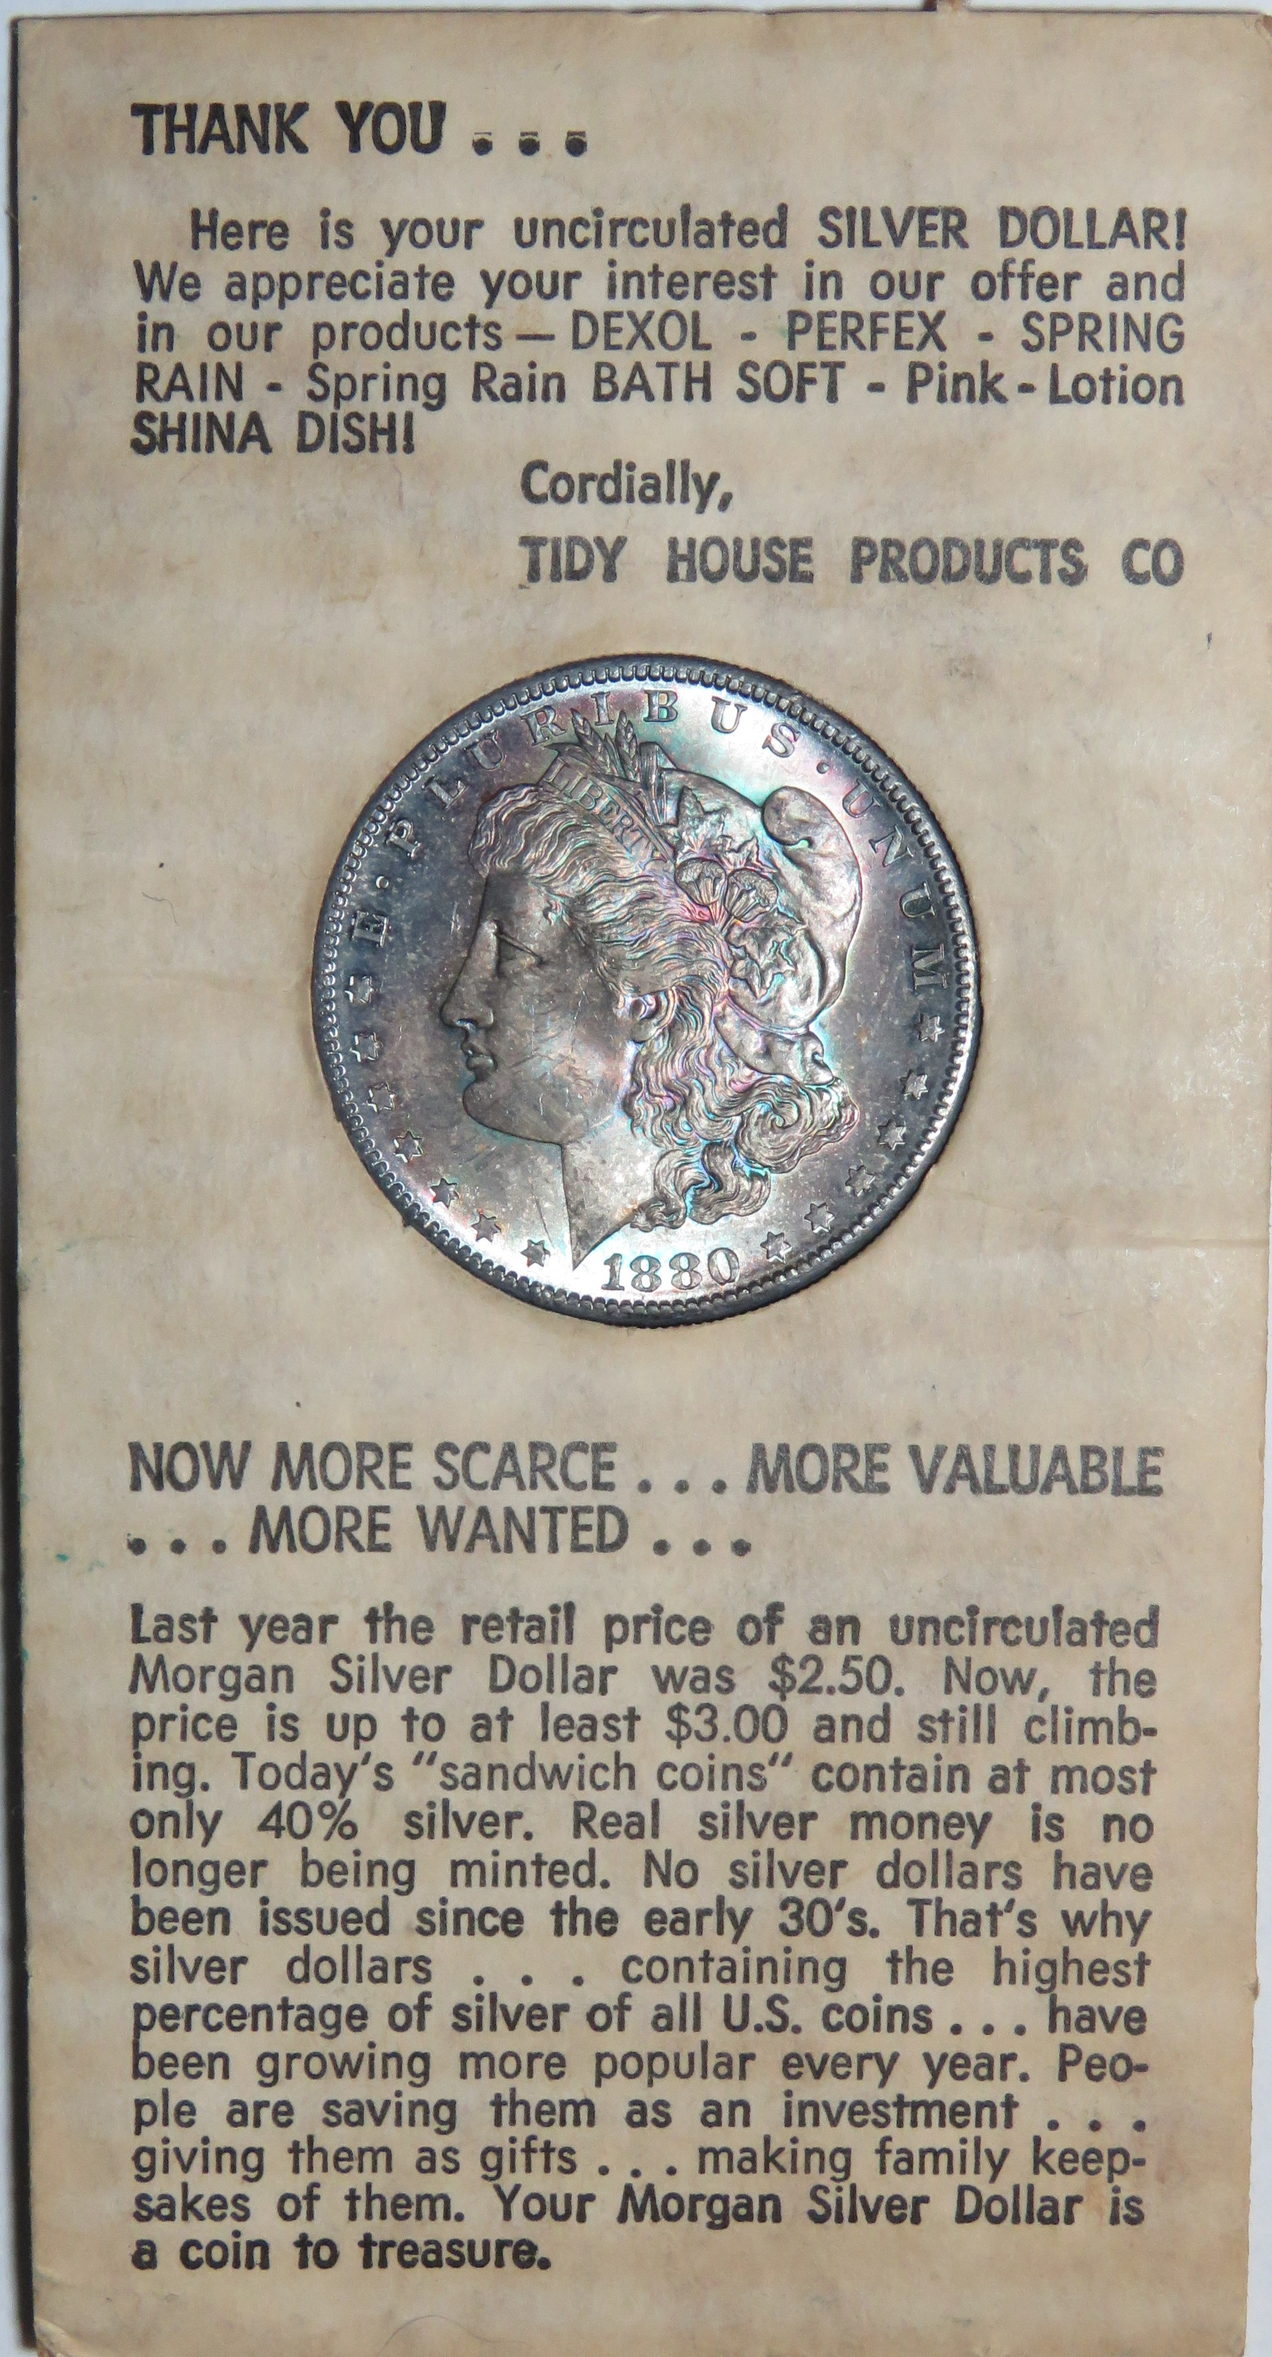 THANK YOU . . .
Here is your uncirculated SILVER DOLLAR!
We appreciate your interest in our offer and
in our products — DEXOL - PERFEX - SPRING
RAIN - Spring Rain BATH SOFT - Pink - Lotion
SHINA DISH!
Cordially,
TIDY HOUSE PRODUCTS CO
E · PLURIBUS · UNUM
LIBERTY
1880
NOW MORE SCARCE . . . MORE VALUABLE
. . . MORE WANTED . . .
Last year the retail price of an uncirculated
Morgan Silver Dollar was $2.50. Now, the
price is up to at least $3.00 and still climb-
ing. Today's "sandwich coins" contain at most
only 40% silver. Real silver money is no
longer being minted. No silver dollars have
been issued since the early 30's. That's why
silver dollars . . . containing the highest
percentage of silver of all U.S. coins . . . have
been growing more popular every year. Peo-
ple are saving them as an investment . . .
giving them as gifts . . . making family keep-
sakes of them. Your Morgan Silver Dollar is
a coin to treasure.